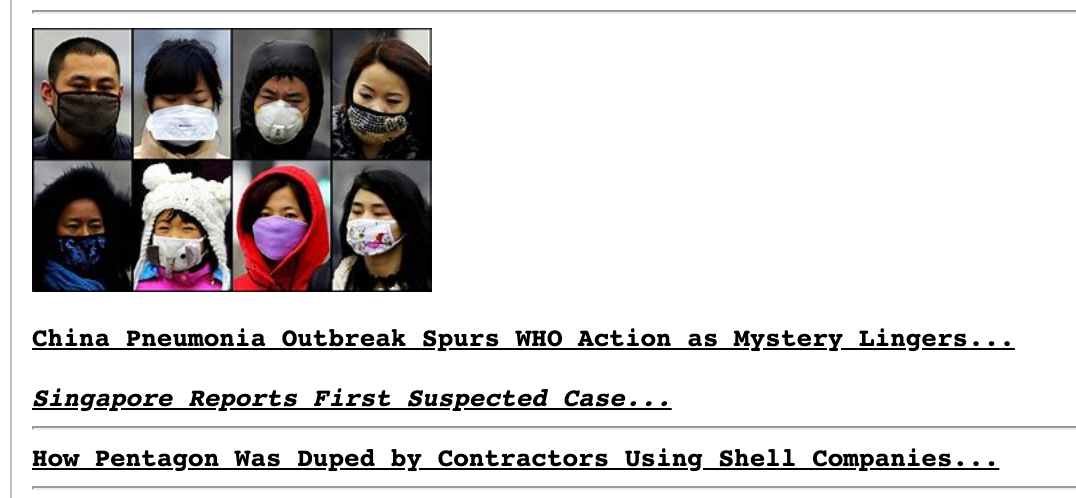 China Pneumonia Outbreak Spurs WHO Action as Mystery Lingers...
Singapore Reports First Suspected Case...
How Pentagon Was Duped by Contractors Using Shell Companies...